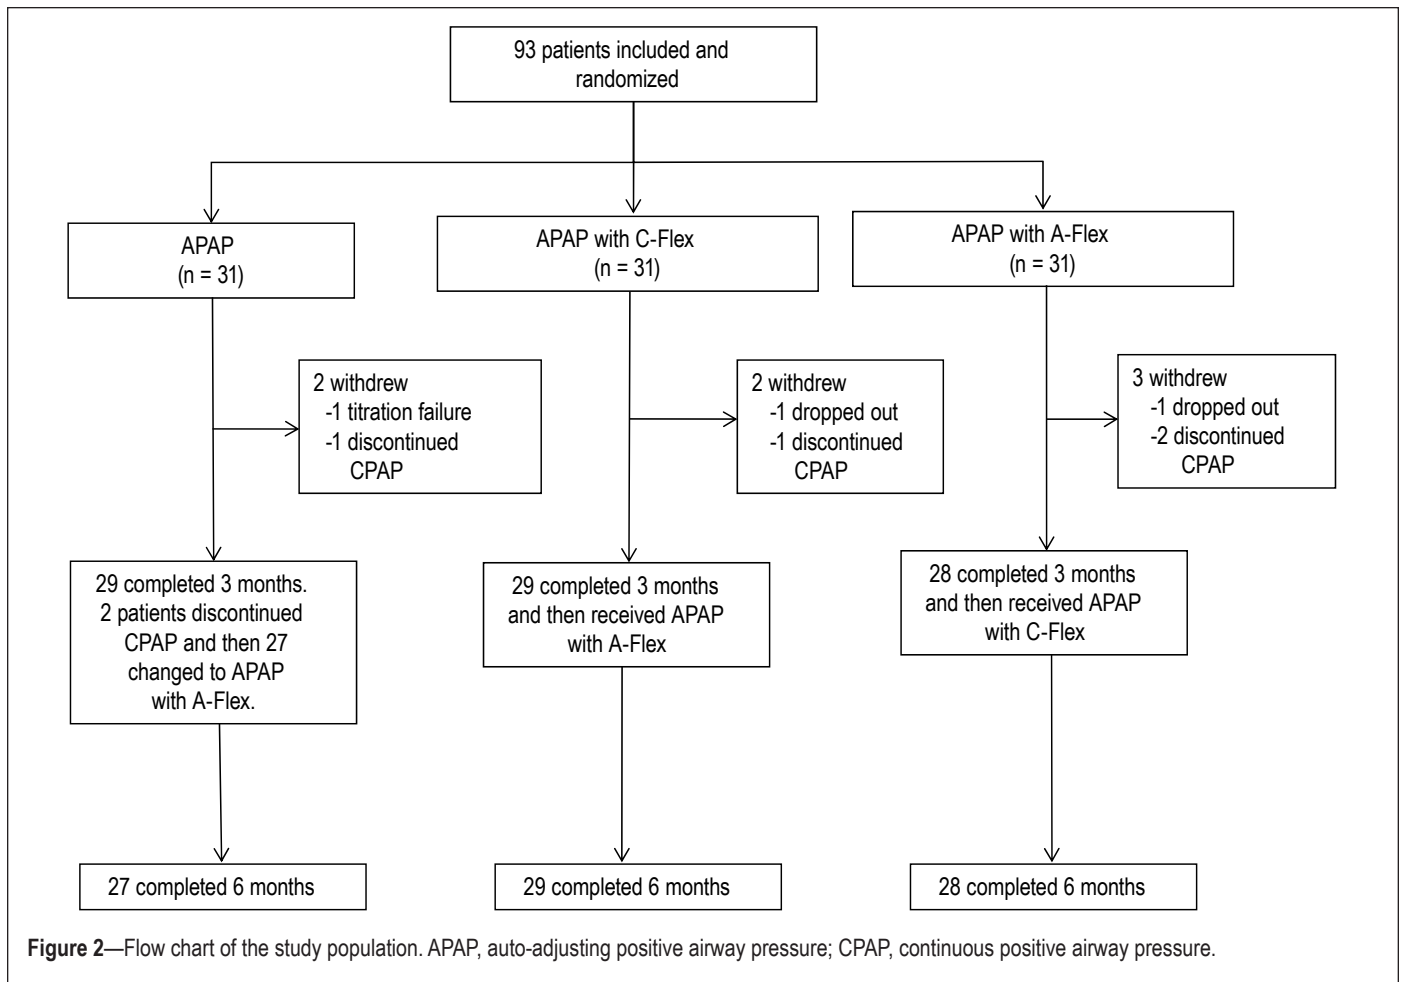 93 patients included and
randomized
APAP
(n = 31)
APAP with C-Flex
(n = 31)
APAP with A-Flex
(n = 31)
2 withdrew
-1 titration failure
-1 discontinued
CPAP
2 withdrew
-1 dropped out
-1 discontinued
CPAP
3 withdrew
-1 dropped out
-2 discontinued
CPAP
29 completed 3 months.
2 patients discontinued
CPAP and then 27
changed to APAP
with A-Flex.
29 completed 3 months
and then received APAP
with A-Flex
28 completed 3 months
and then received APAP
with C-Flex
27 completed 6 months
29 completed 6 months
28 completed 6 months
Figure 2—Flow chart of the study population. APAP, auto-adjusting positive airway pressure; CPAP, continuous positive airway pressure.